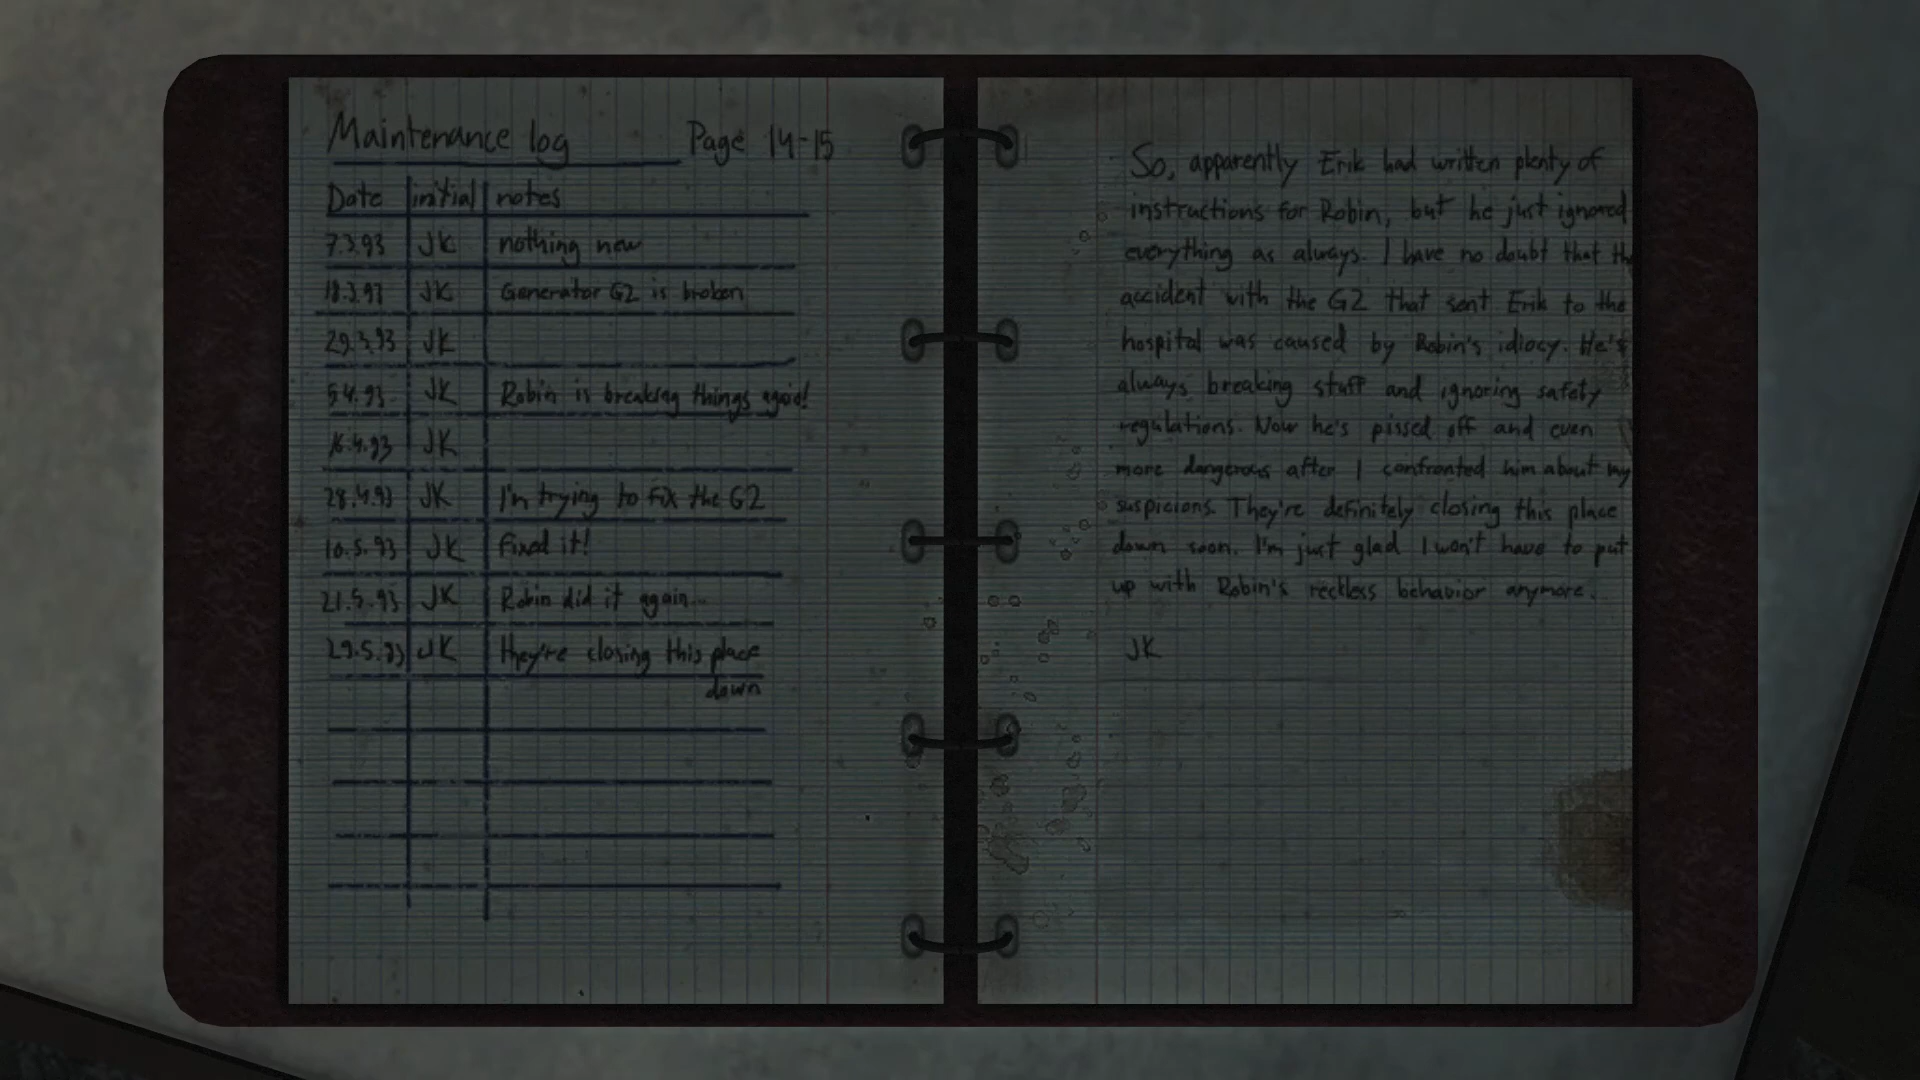 Maintenance log Page 14-15
Date initial notes
7.3.93 JK nothing new
18.3.93 JK Generator G2 is broken
29.3.93 JK
5.4.93 JK Robin is breaking things again!
16.4.93 JK
28.4.93 JK I'm trying to fix the G2
10.5.93 JK Fixed it!
21.5.93 JK Robin did it again...
29.5.93 JK They're closing this place
down
So, apparently Erik had written plenty of
instructions for Robin, but he just ignored
everything as always. I have no doubt that the
accident with the G2 that sent Erik to the
hospital was caused by Robin's idiocy. He's
always breaking stuff and ignoring safety
regulations. Now he's pissed off and even
more dangerous after I confronted him about my
suspicions. They're definitely closing this place
down soon. I'm just glad I won't have to put
up with Robin's reckless behavior anymore.
JK